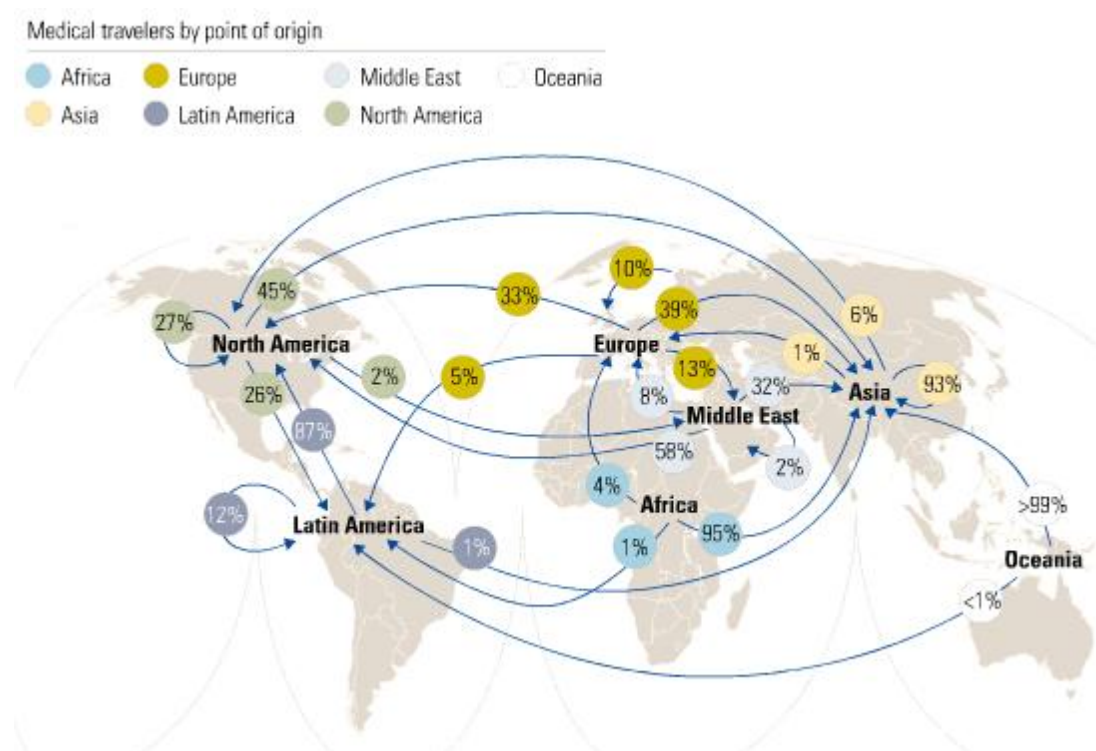 Medical travelers by point of origin
Africa Europe Middle East Oceania
Asia Latin America North America
10%
45%
33%
39%
6%
27%
North America
Europe
1%
2%
5%
13%
32%
93%
26%
8%
Asia
Middle East
87%
58%
2%
4%
Africa
>99%
12%
Latin America
95%
1%
1%
Oceania
<1%